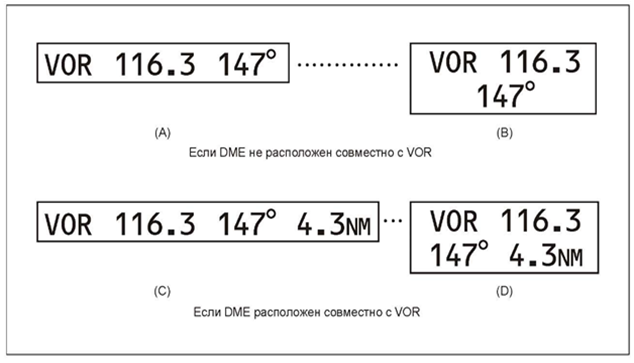 VOR 116.3 147° .............. VOR 116.3
147°
(A) (B)
Если DME не расположен совместно с VOR
VOR 116.3 147° 4.3NM ... VOR 116.3
147° 4.3NM
(C) (D)
Если DME расположен совместно с VOR